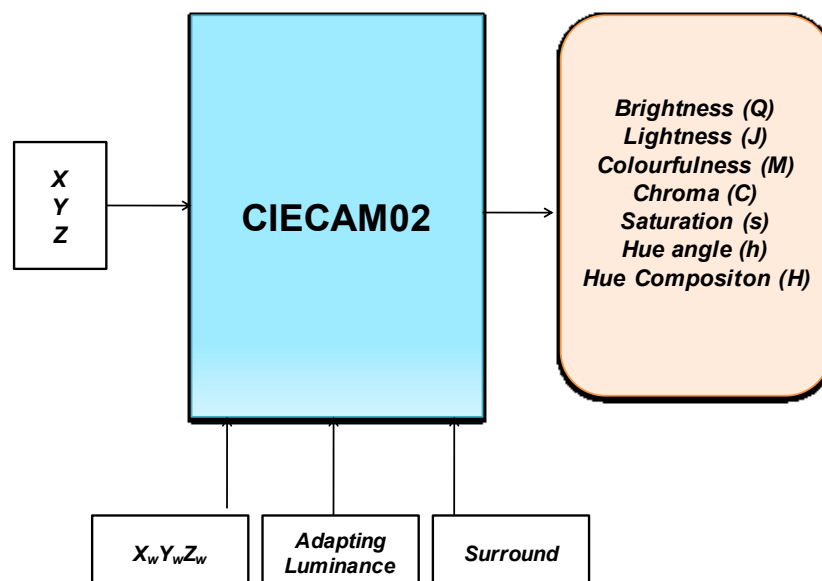 X
Y
Z
CIECAM02
Brightness (Q)
Lightness (J)
Colourfulness (M)
Chroma (C)
Saturation (s)
Hue angle (h)
Hue Compositon (H)
XwYwZw
Adapting
Luminance
Surround